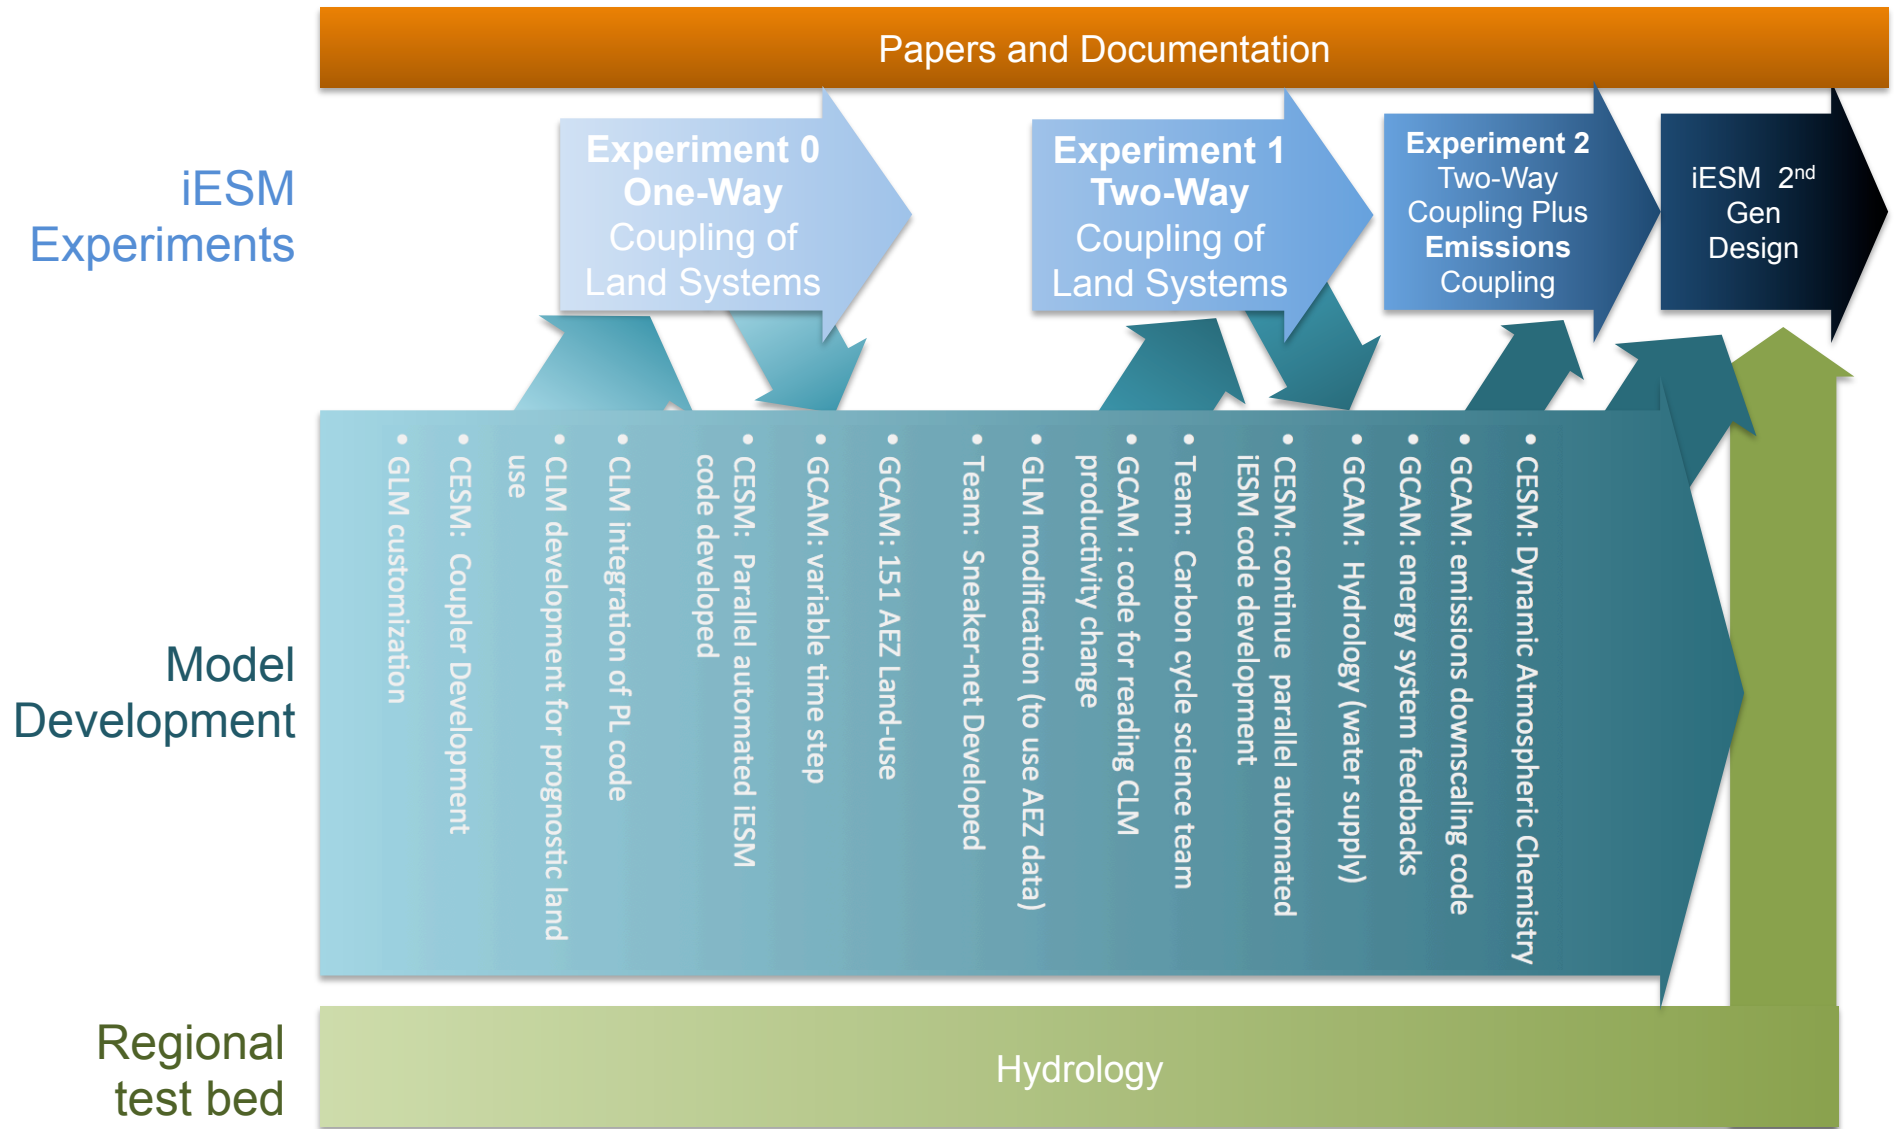 Papers and Documentation
iESM
Experiments
Experiment 0
One-Way
Coupling of
Land Systems
Experiment 1
Two-Way
Coupling of
Land Systems
Experiment 2
Two-Way
Coupling Plus
Emissions
Coupling
iESM 2nd
Gen
Design
Model
Development
• GLM customization
• CESM: Coupler Development
• CLM development for prognostic land
use
• CLM integration of PL code
• CESM: Parallel automated iESM
code developed
• GCAM: variable time step
• GCAM: 151 AEZ Land-use
• Team: Sneaker-net Developed
• GLM modification (to use AEZ data)
• GCAM : code for reading CLM
productivity change
• Team: Carbon cycle science team
• CESM: continue parallel automated
iESM code development
• GCAM: Hydrology (water supply)
• GCAM: energy system feedbacks
• GCAM: emissions downscaling code
• CESM: Dynamic Atmospheric Chemistry
Regional
test bed
Hydrology